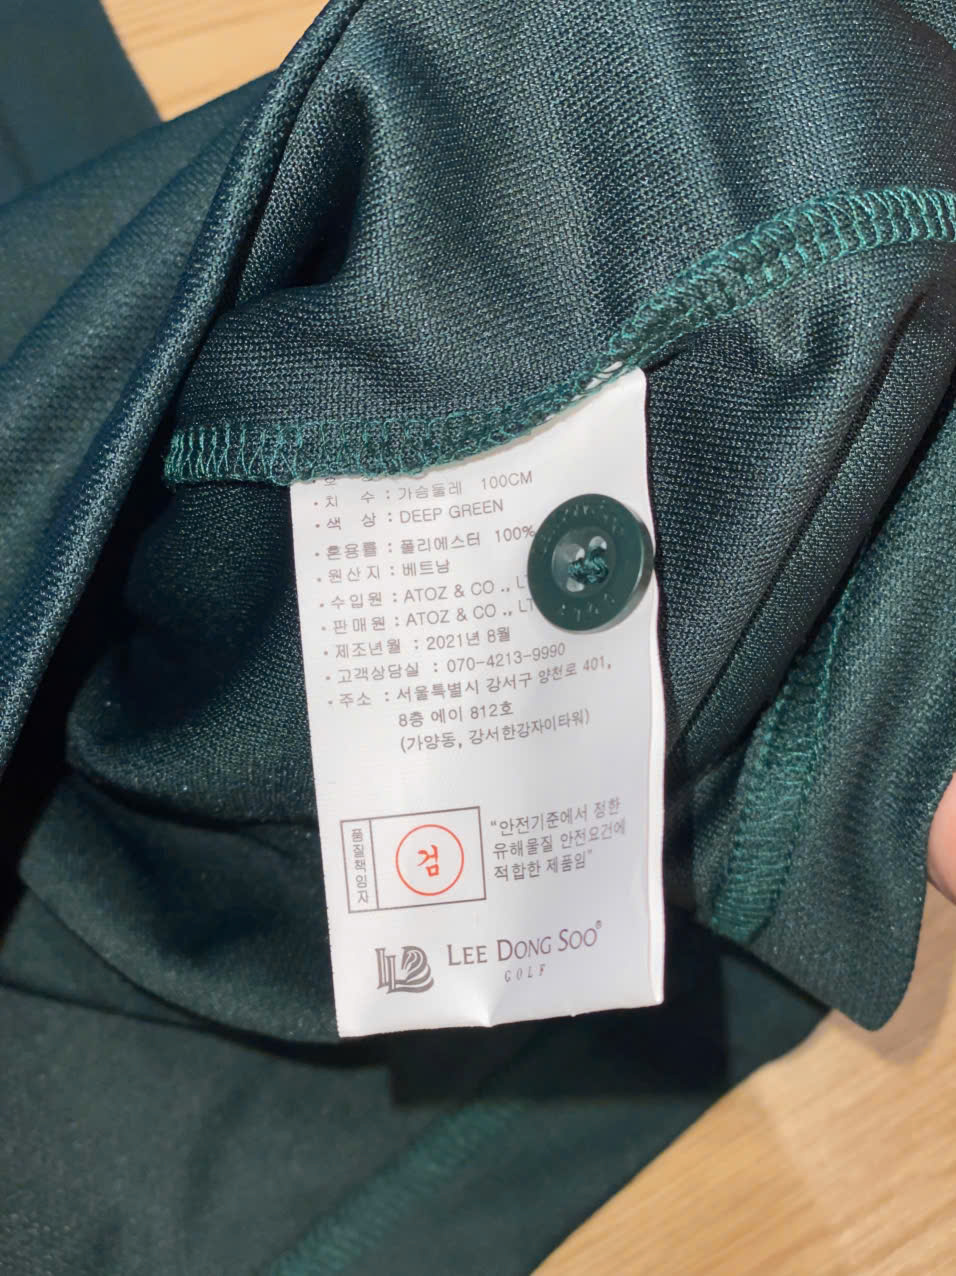 · 치 수 : 가슴둘레 100CM
· 색 상 : DEEP GREEN
· 혼용률 : 폴리에스터 100%
· 원산지 : 베트남
· 수입원 : ATOZ & CO ., LT
· 판매원 : ATOZ & CO ., LT
· 제조년월 : 2021년 8월
· 고객상담실 : 070-4213-9990
· 주소 : 서울특별시 강서구 양천로 401,
8층 에이 812호
(가양동, 강서한강자이타워)
품질책임자
검
"안전기준에서 정한
유해물질 안전요건에
적합한 제품임"
LEE DONG SOO®
GOLF